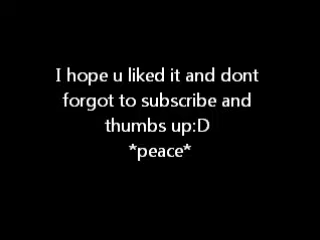 I hope u liked it and dont
forgot to subscribe and
thumbs up:D
*peace*